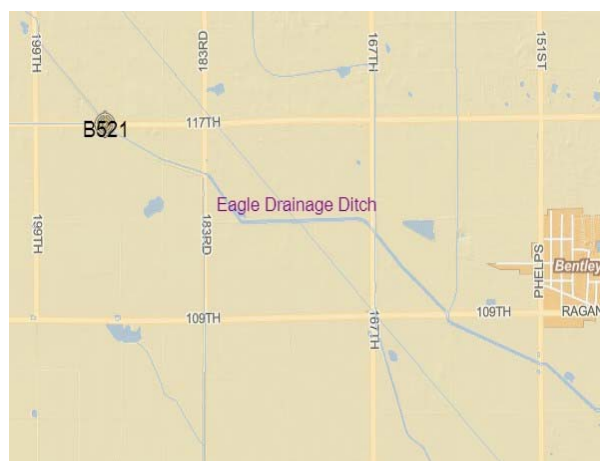 199TH
183RD
167TH
151ST
B521
117TH
Eagle Drainage Ditch
199TH
183RD
PHELPS
Bentley
109TH
167TH
109TH
RAGAN